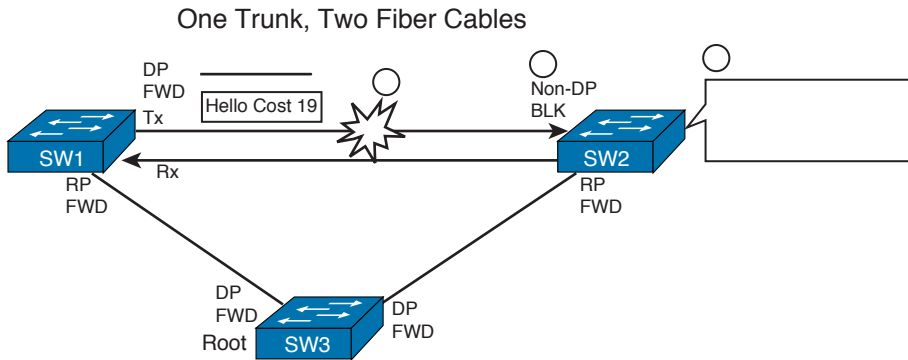 One Trunk, Two Fiber Cables
DP
FWD
Hello Cost 19
Tx
Non-DP
BLK
SW1
SW2
Rx
RP
FWD
RP
FWD
DP
FWD
DP
FWD
Root
SW3